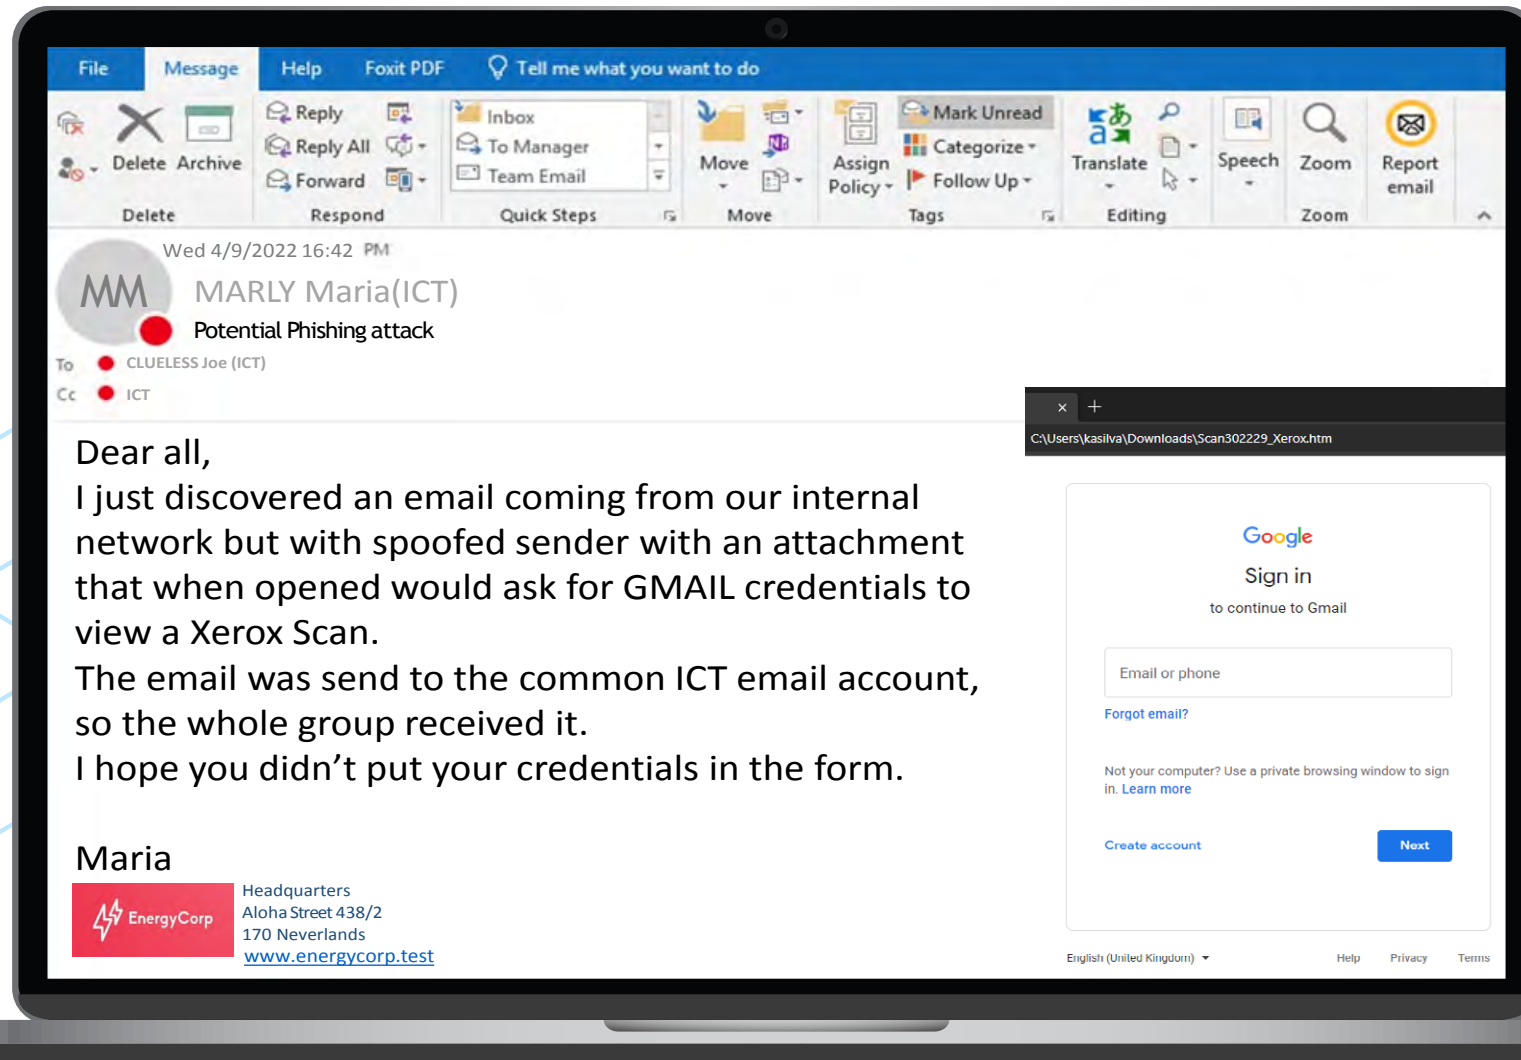 File Message Help Foxit PDF Tell me what you want to do
Delete Archive
Reply
Reply All
Forward
Inbox
To Manager
Team Email
Move
Assign
Policy
Mark Unread
Categorize
Follow Up
Translate
Speech
Zoom
Report
email
Delete Respond Quick Steps Move Tags Editing Zoom
Wed 4/9/2022 16:42 PM
MM
MARLY Maria(ICT)
Potential Phishing attack
To CLUELESS Joe (ICT)
Cc ICT
Dear all,
I just discovered an email coming from our internal
network but with spoofed sender with an attachment
that when opened would ask for GMAIL credentials to
view a Xerox Scan.
The email was send to the common ICT email account,
so the whole group received it.
I hope you didn’t put your credentials in the form.
Maria
EnergyCorp
Headquarters
Aloha Street 438/2
170 Neverlands
www.energycorp.test
C:\Users\kasilva\Downloads\Scan302229_Xerox.htm
Google
Sign in
to continue to Gmail
Email or phone
Forgot email?
Not your computer? Use a private browsing window to sign
in. Learn more
Create account Next
English (United Kingdom) Help Privacy Terms